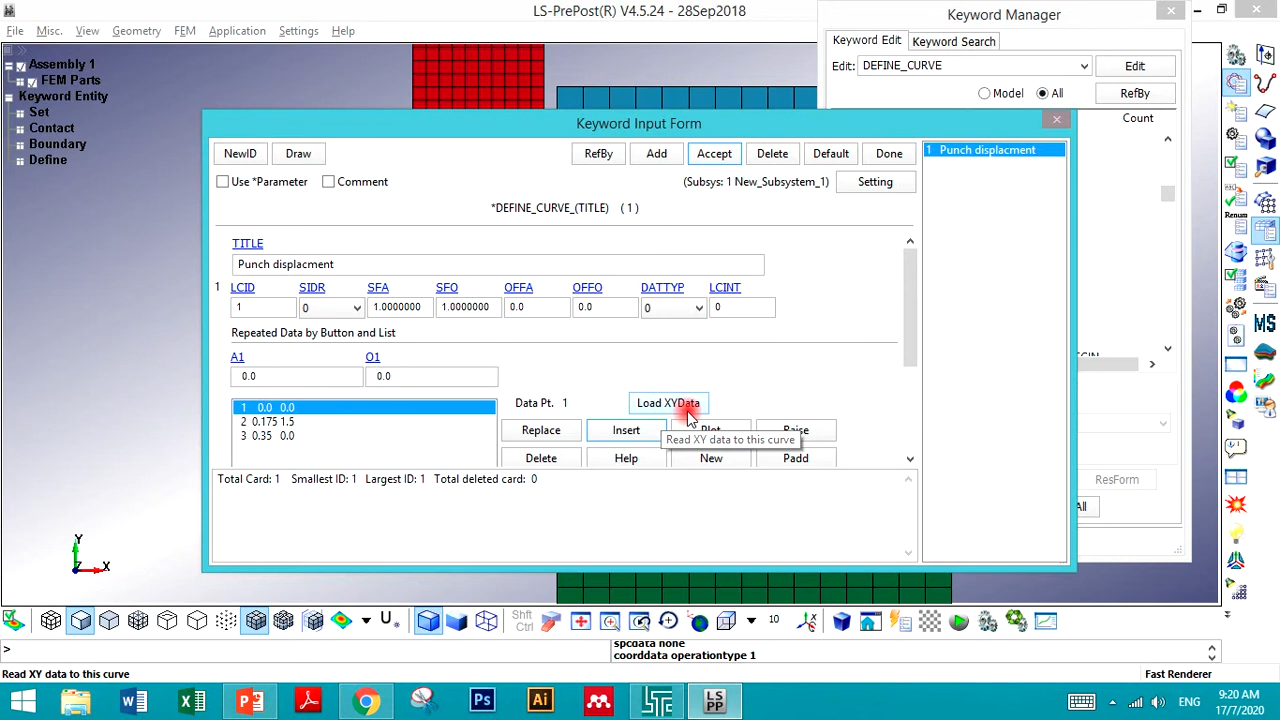 LS-PrePost(R) V4.5.24 - 28Sep2018
File Misc. View Geometry FEM Application Settings Help
Assembly 1
FEM Parts
Keyword Entity
Set
Contact
Boundary
Define
Keyword Manager
Keyword Edit Keyword Search
Edit: DEFINE_CURVE Edit
Model All RefBy
Count
Keyword Input Form
NewID Draw RefBy Add Accept Delete Default Done
1 Punch displacment
Use *Parameter Comment (Subsys: 1 New_Subsystem_1) Setting
*DEFINE_CURVE_(TITLE) (1)
TITLE
Punch displacment
1 LCID SIDR SFA SFO OFFA OFFO DATTYP LCINT
1 0 1.0000000 1.0000000 0.0 0.0 0 0
Repeated Data by Button and List
A1 O1
0.0 0.0
1 0.0 0.0
2 0.175 1.5
3 0.35 0.0
Data Pt. 1 Load XYData
Replace Insert Plot Raise
Read XY data to this curve
Delete Help New Padd
Total Card: 1 Smallest ID: 1 Largest ID: 1 Total deleted card: 0
ResForm
All
Renum
MS
Y
X
Shft
Ctrl
10
>
spcdata none
coorddata operationtype 1
Read XY data to this curve
Fast Renderer
LS
PP
ENG
9:20 AM
17/7/2020